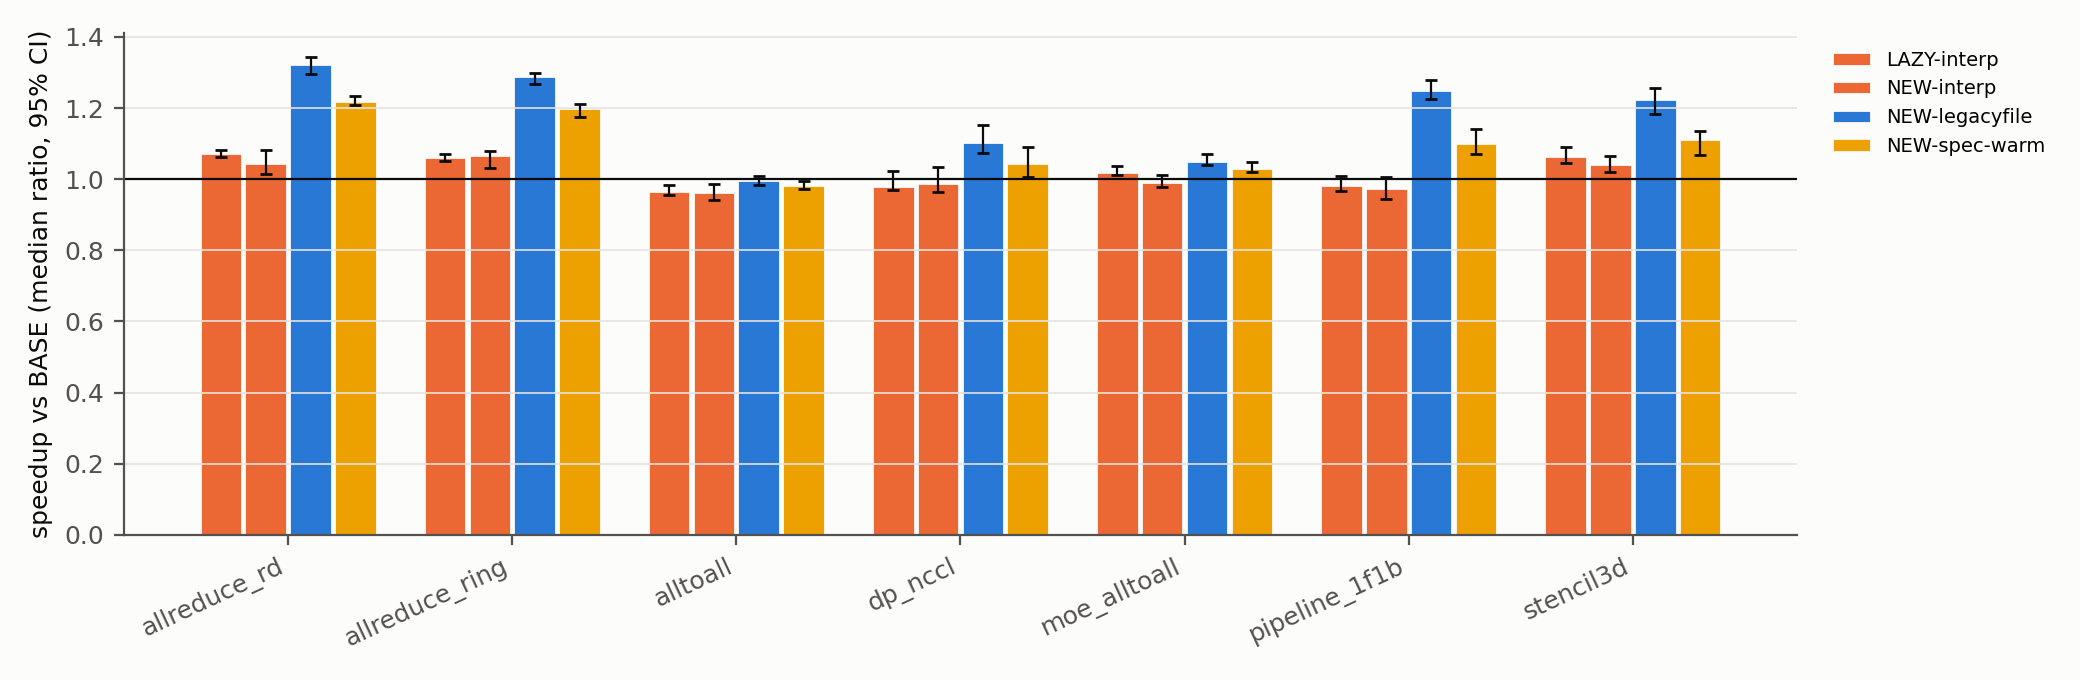 speedup vs BASE (median ratio, 95% CI)
1.4
1.2
1.0
0.8
0.6
0.4
0.2
0.0
allreduce_rd
allreduce_ring
alltoall
dp_nccl
moe_alltoall
pipeline_1f1b
stencil3d
LAZY-interp
NEW-interp
NEW-legacyfile
NEW-spec-warm